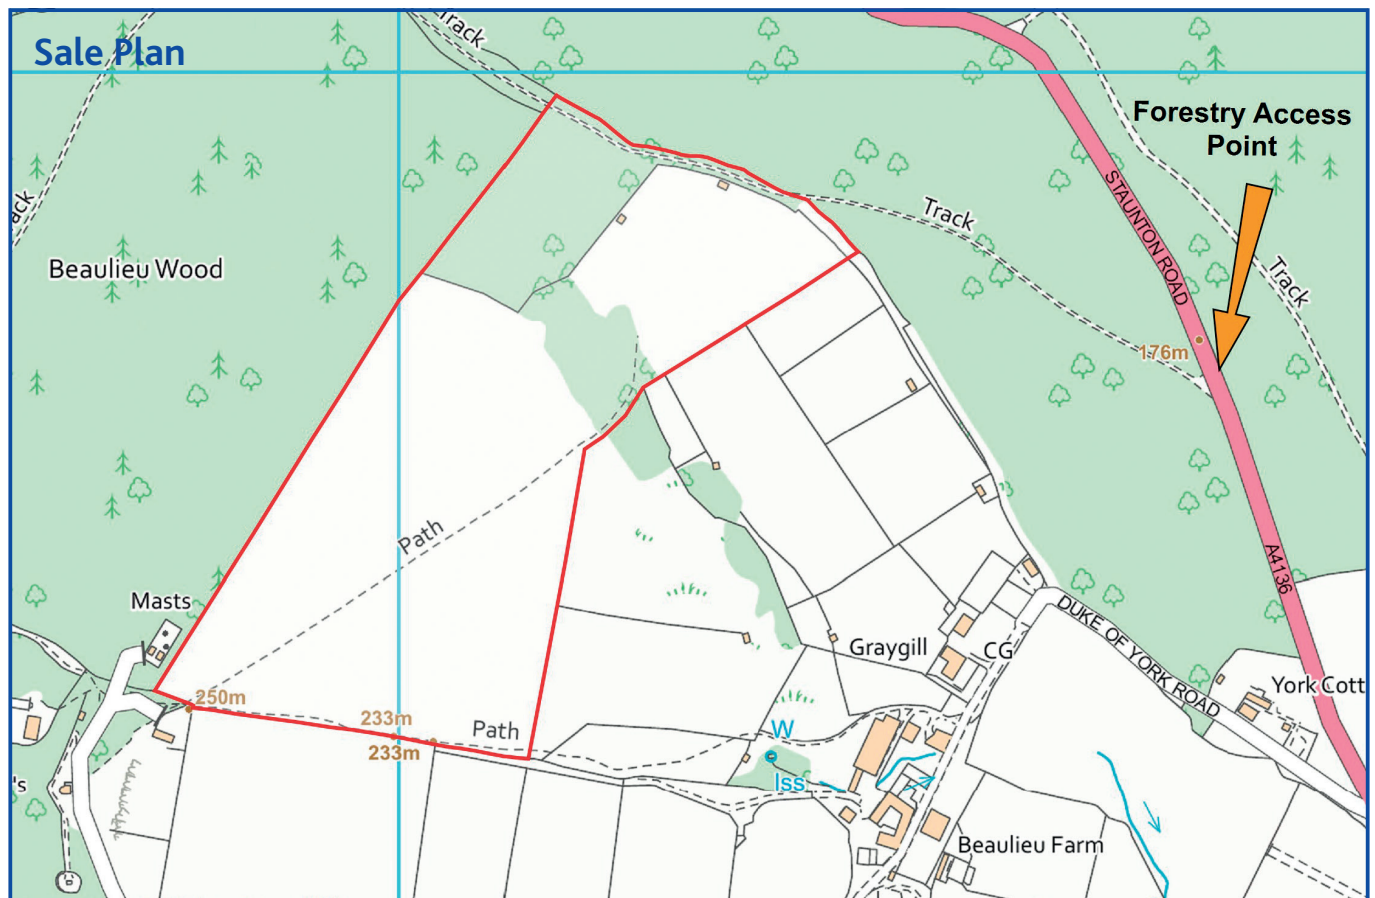 Sale Plan
Track
Forestry Access
Point
STAUNTON ROAD
Track
Track
Beaulieu Wood
176m
Path
A4136
Masts
DUKE OF YORK ROAD
Graygill
CG
York Cott
250m
233m
233m
Path
W
Iss
's
Beaulieu Farm
ack